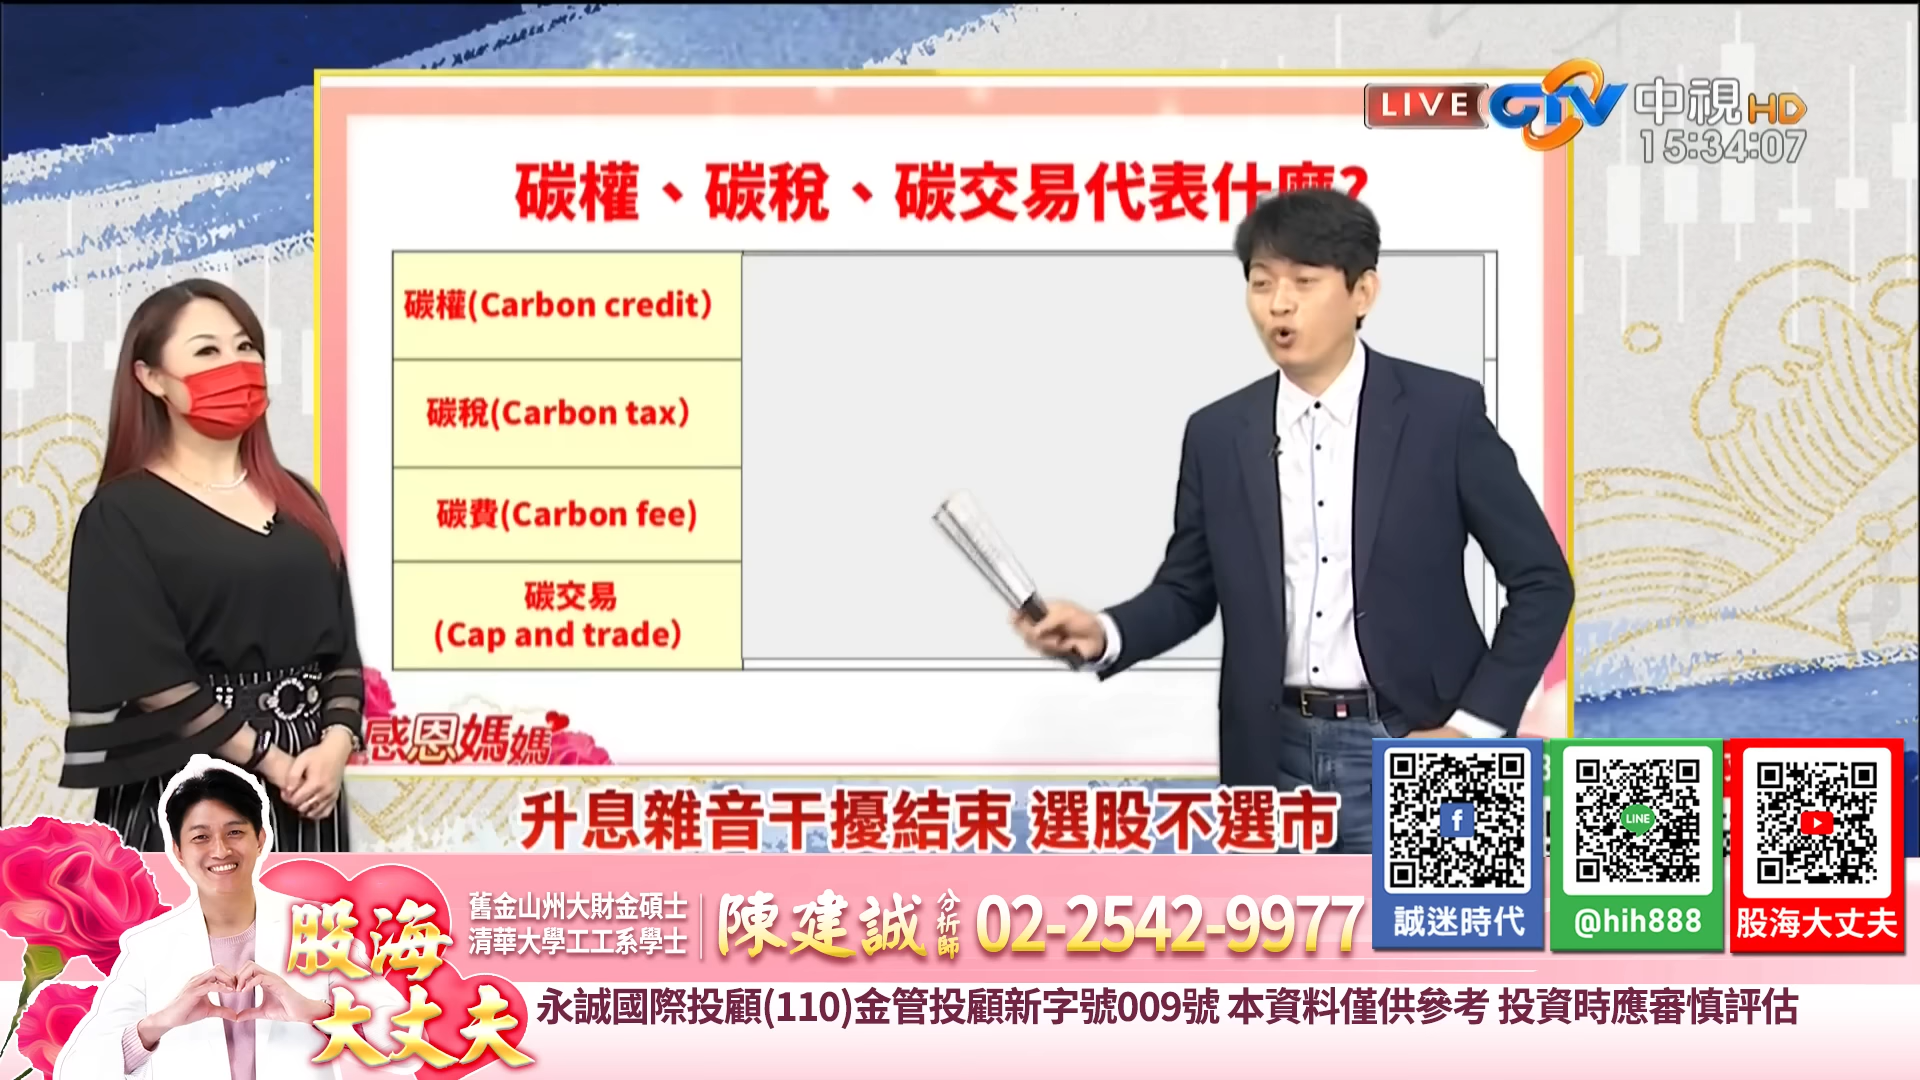 LIVE CTV 中視 HD
15:34:07
碳權、碳稅、碳交易代表什麼?
碳權(Carbon credit)
碳稅(Carbon tax)
碳費(Carbon fee)
碳交易
(Cap and trade)
感恩媽媽
升息雜音干擾結束 選股不選市
股海
大丈夫
舊金山州大財金碩士
清華大學工工系學士
陳建誠 分析師 02-2542-9977
誠迷時代
LINE
@hih888
股海大丈夫
永誠國際投顧(110)金管投顧新字號009號 本資料僅供參考 投資時應審慎評估